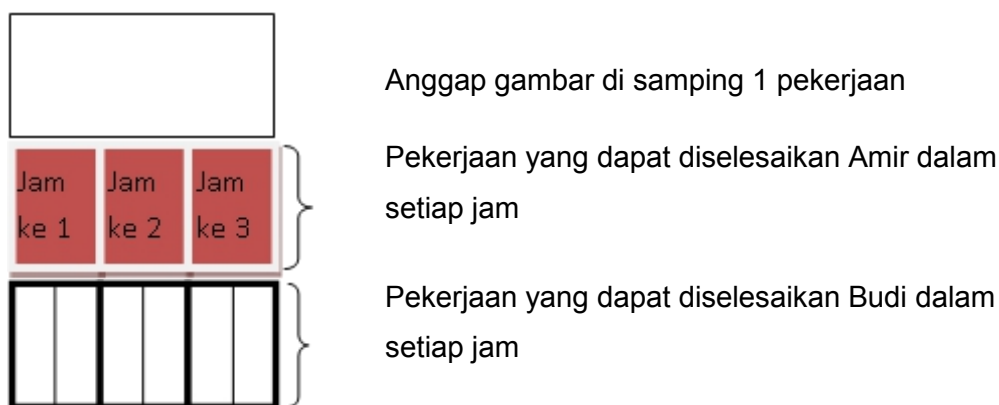 Anggap gambar di samping 1 pekerjaan
Pekerjaan yang dapat diselesaikan Amir dalam
setiap jam
Jam Jam Jam
ke 1 ke 2 ke 3
Pekerjaan yang dapat diselesaikan Budi dalam
setiap jam